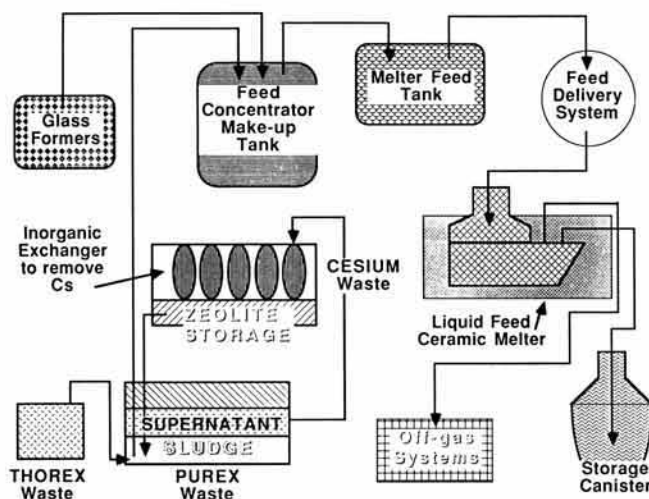 Glass
Formers
Feed
Concentrator
Make-up
Tank
Melter Feed
Tank
Feed
Delivery
System
Inorganic
Exchanger
to remove
Cs
CESIUM
Waste
ZEOLITE
STORAGE
Liquid Feed
Ceramic Melter
SUPERNATANT
SLUDGE
THOREX
Waste
PUREX
Waste
Off-gas
Systems
Storage
Canister